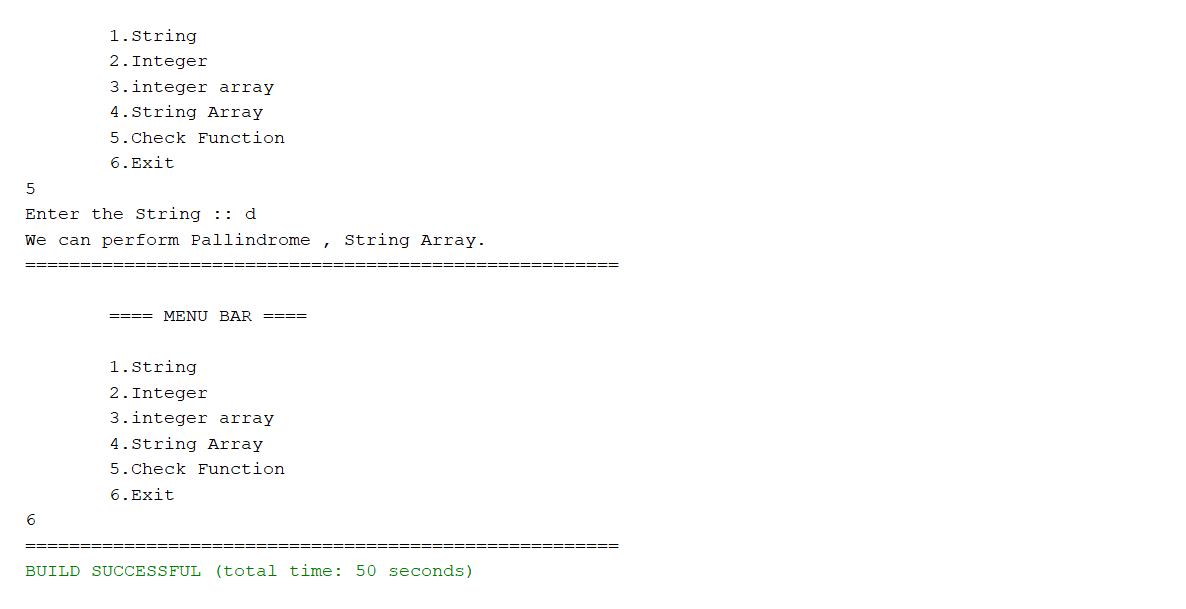 1.String
2.Integer
3.integer array
4.String Array
5.Check Function
6.Exit
5
Enter the String :: d
We can perform Pallindrome , String Array.
======================================================
==== MENU BAR ====
1.String
2.Integer
3.integer array
4.String Array
5.Check Function
6.Exit
6
======================================================
BUILD SUCCESSFUL (total time: 50 seconds)